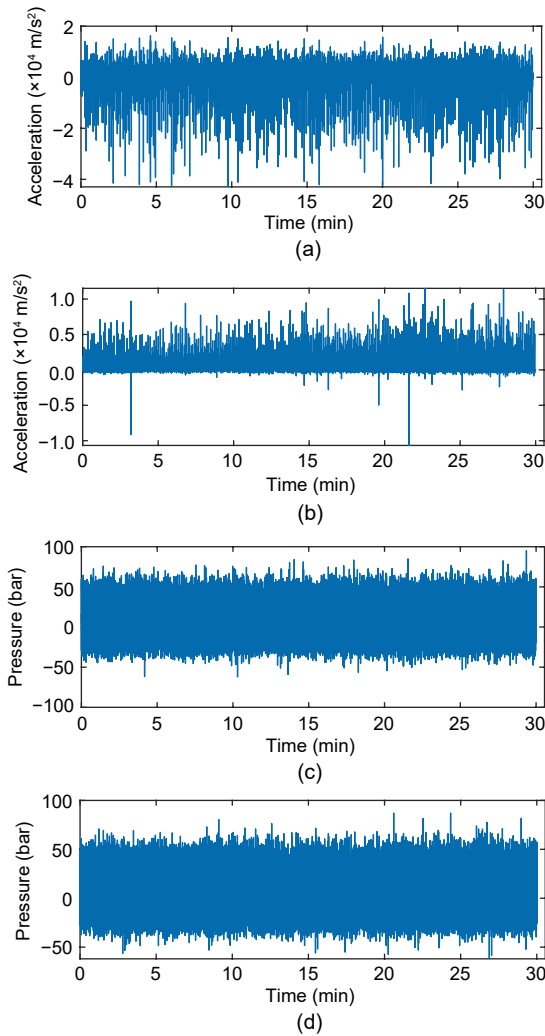 Acceleration (×10⁴ m/s²)
2
0
−2
−4
0 5 10 15 20 25 30
Time (min)
(a)
Acceleration (×10⁴ m/s²)
1.0
0.5
0.0
−0.5
−1.0
0 5 10 15 20 25 30
Time (min)
(b)
Pressure (bar)
100
50
0
−50
−100
0 5 10 15 20 25 30
Time (min)
(c)
Pressure (bar)
100
50
0
−50
0 5 10 15 20 25 30
Time (min)
(d)